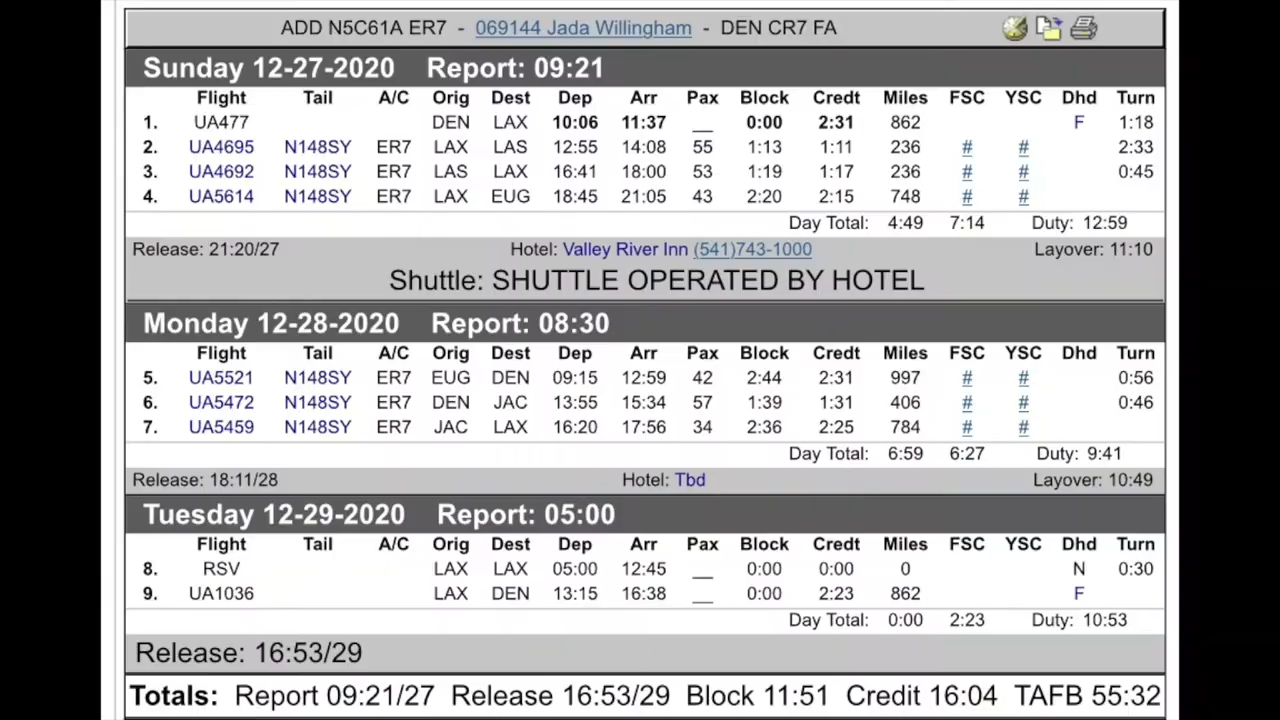 ADD N5C61A ER7 - 069144 Jada Willingham - DEN CR7 FA
Sunday 12-27-2020 Report: 09:21
Flight Tail A/C Orig Dest Dep Arr Pax Block Credt Miles FSC YSC Dhd Turn
1. UA477 DEN LAX 10:06 11:37 __ 0:00 2:31 862 F 1:18
2. UA4695 N148SY ER7 LAX LAS 12:55 14:08 55 1:13 1:11 236 # # 2:33
3. UA4692 N148SY ER7 LAS LAX 16:41 18:00 53 1:19 1:17 236 # # 0:45
4. UA5614 N148SY ER7 LAX EUG 18:45 21:05 43 2:20 2:15 748 # #
Day Total: 4:49 7:14 Duty: 12:59
Release: 21:20/27 Hotel: Valley River Inn (541)743-1000 Layover: 11:10
Shuttle: SHUTTLE OPERATED BY HOTEL
Monday 12-28-2020 Report: 08:30
Flight Tail A/C Orig Dest Dep Arr Pax Block Credt Miles FSC YSC Dhd Turn
5. UA5521 N148SY ER7 EUG DEN 09:15 12:59 42 2:44 2:31 997 # # 0:56
6. UA5472 N148SY ER7 DEN JAC 13:55 15:34 57 1:39 1:31 406 # # 0:46
7. UA5459 N148SY ER7 JAC LAX 16:20 17:56 34 2:36 2:25 784 # #
Day Total: 6:59 6:27 Duty: 9:41
Release: 18:11/28 Hotel: Tbd Layover: 10:49
Tuesday 12-29-2020 Report: 05:00
Flight Tail A/C Orig Dest Dep Arr Pax Block Credt Miles FSC YSC Dhd Turn
8. RSV LAX LAX 05:00 12:45 __ 0:00 0:00 0 N 0:30
9. UA1036 LAX DEN 13:15 16:38 __ 0:00 2:23 862 F
Day Total: 0:00 2:23 Duty: 10:53
Release: 16:53/29
Totals: Report 09:21/27 Release 16:53/29 Block 11:51 Credit 16:04 TAFB 55:32